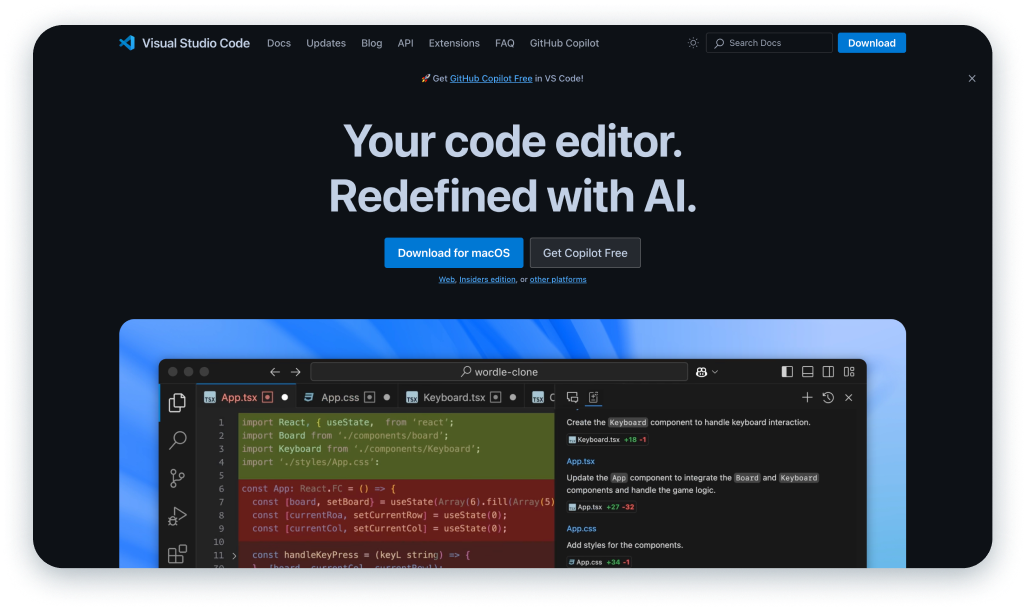 Visual Studio Code Docs Updates Blog API Extensions FAQ GitHub Copilot Search Docs Download
🚀 Get GitHub Copilot Free in VS Code!
Your code editor.
Redefined with AI.
Download for macOS Get Copilot Free
Web, Insiders edition, or other platforms
wordle-clone
App.tsx App.css Keyboard.tsx
1 import React, { useState, from 'react';
2 import Board from './components/board';
3 import Keyboard from './components/Keyboard';
4 import './styles/App.css':
5
6 const App: React.FC = () => {
7 const [board, setBoard} = useState(Array(6).fill(Array(5)
8 const [currentRoa, setCurrentRow] = useState(0);
9 const [currentCol, setCurrentCol] = useState(0);
10
11 const handleKeyPress = (keyL string) => {
Create the Keyboard component to handle keyboard interaction.
Keyboard.tsx +18 -1
App.tsx
Update the App component to integrate the Board and Keyboard
components and handle the game logic.
App.tsx +27 -32
App.css
Add styles for the components.
App.css +34 -1